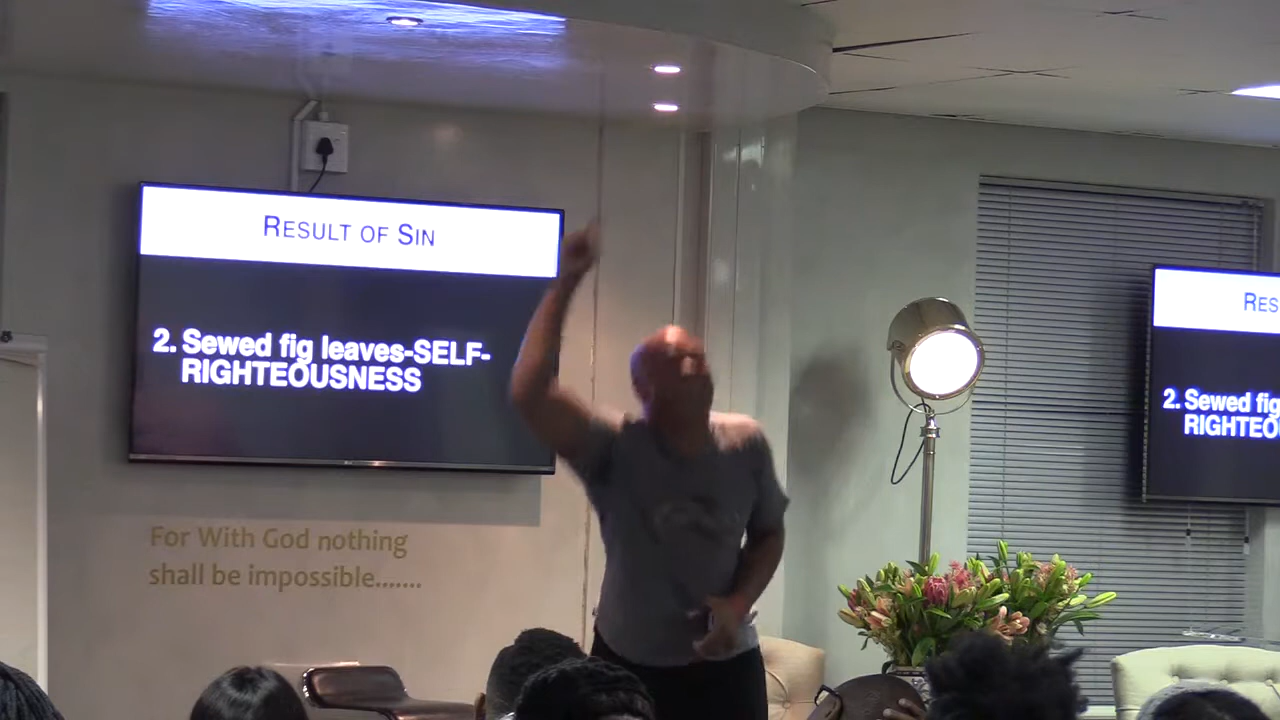 RESULT OF SIN
2. Sewed fig leaves-SELF-
RIGHTEOUSNESS
For With God nothing
shall be impossible.......
RES
2. Sewed fig
RIGHTEO